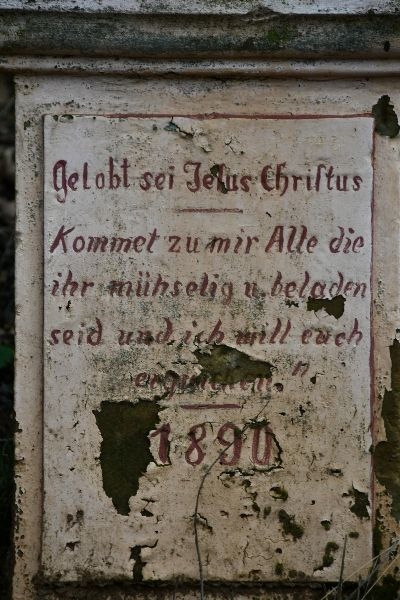 Gelobt sei Jeſus Chriſtus
Kommet zu mir Alle die
ihr mühselig u. beladen
seid und ich will euch
"
1890